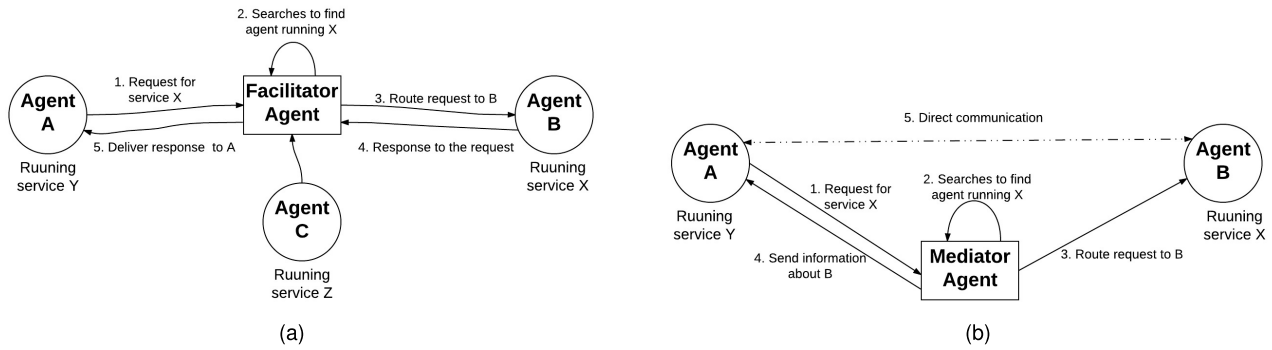 2. Searches to find
agent running X
1. Request for
service X
Facilitator
Agent
3. Route request to B
Agent
A
Agent
B
5. Deliver response to A
4. Response to the request
Ruuning
service Y
Ruuning
service X
Agent
C
Ruuning
service Z
(a)
5. Direct communication
Agent
A
Agent
B
2. Searches to find
agent running X
1. Request for
service X
Ruuning
service Y
Ruuning
service X
4. Send information
about B
Mediator
Agent
3. Route request to B
(b)